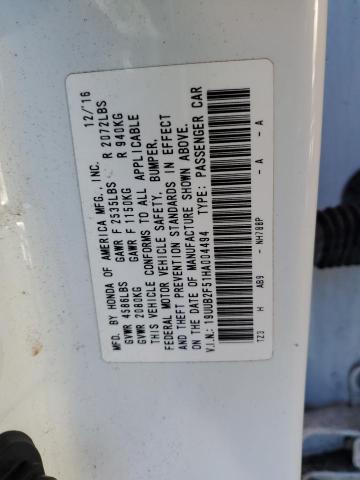 MFD. BY HONDA OF AMERICA MFG.,INC. 12/16
GVWR 4586LBS GAWR F 2535LBS R 2072LBS
GVWR 2080KG GAWR F 1150KG R 940KG
THIS VEHICLE CONFORMS TO ALL APPLICABLE
FEDERAL MOTOR VEHICLE SAFETY, BUMPER,
AND THEFT PREVENTION STANDARDS IN EFFECT
ON THE DATE OF MANUFACTURE SHOWN ABOVE.
V.I.N.: 19UUB2F51HA004494 TYPE: PASSENGER CAR
TZ3 H AB9 - NH788P - A - A